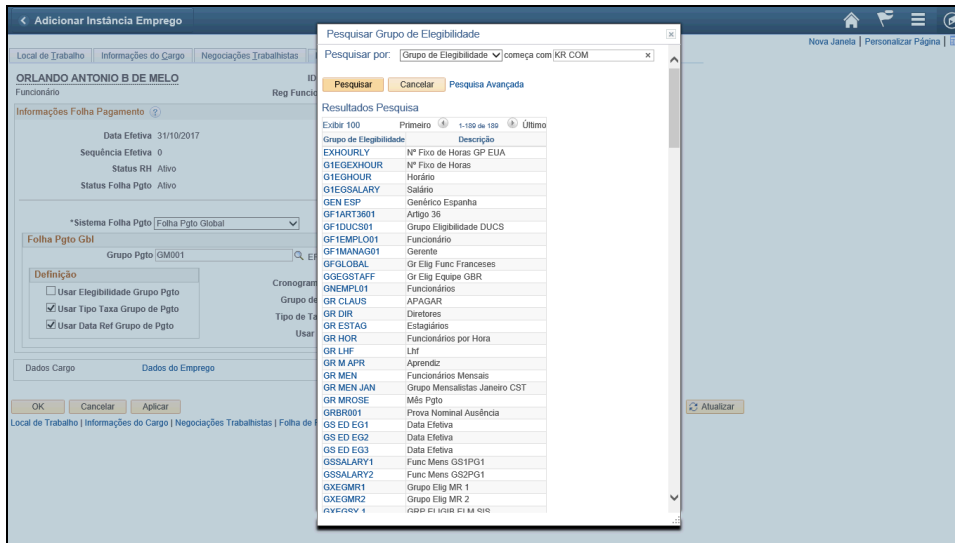 Adicionar Instância Emprego
Nova Janela | Personalizar Página |
Local de Trabalho Informações do Cargo Negociações Trabalhistas
ORLANDO ANTONIO B DE MELO ID
Funcionário Reg Funcio
Informações Folha Pagamento
Data Efetiva 31/10/2017
Sequência Efetiva 0
Status RH Ativo
Status Folha Pgto Ativo
*Sistema Folha Pgto Folha Pgto Global
Folha Pgto Gbl
Grupo Pgto GM001
Definição
Usar Elegibilidade Grupo Pgto
Usar Tipo Taxa Grupo de Pgto
Usar Data Ref Grupo de Pgto
Cronogram
Grupo de
Tipo de Ta
Usar
Dados Cargo Dados do Emprego
OK Cancelar Aplicar Atualizar
Local de Trabalho | Informações do Cargo | Negociações Trabalhistas | Folha de
Pesquisar Grupo de Elegibilidade
Pesquisar por: Grupo de Elegibilidade começa com KR COM
Pesquisar Cancelar Pesquisa Avançada
Resultados Pesquisa
Exibir 100 Primeiro 1-189 de 189 Último
Grupo de Elegibilidade Descrição
EXHOURLY Nº Fixo de Horas GP EUA
G1EGEXHOUR Nº Fixo de Horas
G1EGHOUR Horário
G1EGSALARY Salário
GEN ESP Genérico Espanha
GF1ART3601 Artigo 36
GF1DUCS01 Grupo Eligibilidade DUCS
GF1EMPLO01 Funcionário
GF1MANAG01 Gerente
GFGLOBAL Gr Elig Func Franceses
GGEGSTAFF Gr Elig Equipe GBR
GNEMPL01 Funcionários
GR CLAUS APAGAR
GR DIR Diretores
GR ESTAG Estagiários
GR HOR Funcionários por Hora
GR LHF Lhf
GR M APR Aprendiz
GR MEN Funcionários Mensais
GR MEN JAN Grupo Mensalistas Janeiro CST
GR MROSE Mês Pgto
GRBR001 Prova Nominal Ausência
GS ED EG1 Data Efetiva
GS ED EG2 Data Efetiva
GS ED EG3 Data Efetiva
GSSALARY1 Func Mens GS1PG1
GSSALARY2 Func Mens GS2PG1
GXEGMR1 Grupo Elig MR 1
GXEGMR2 Grupo Elig MR 2
GXEGSY 1 GRP ELIGIB ELM SIS